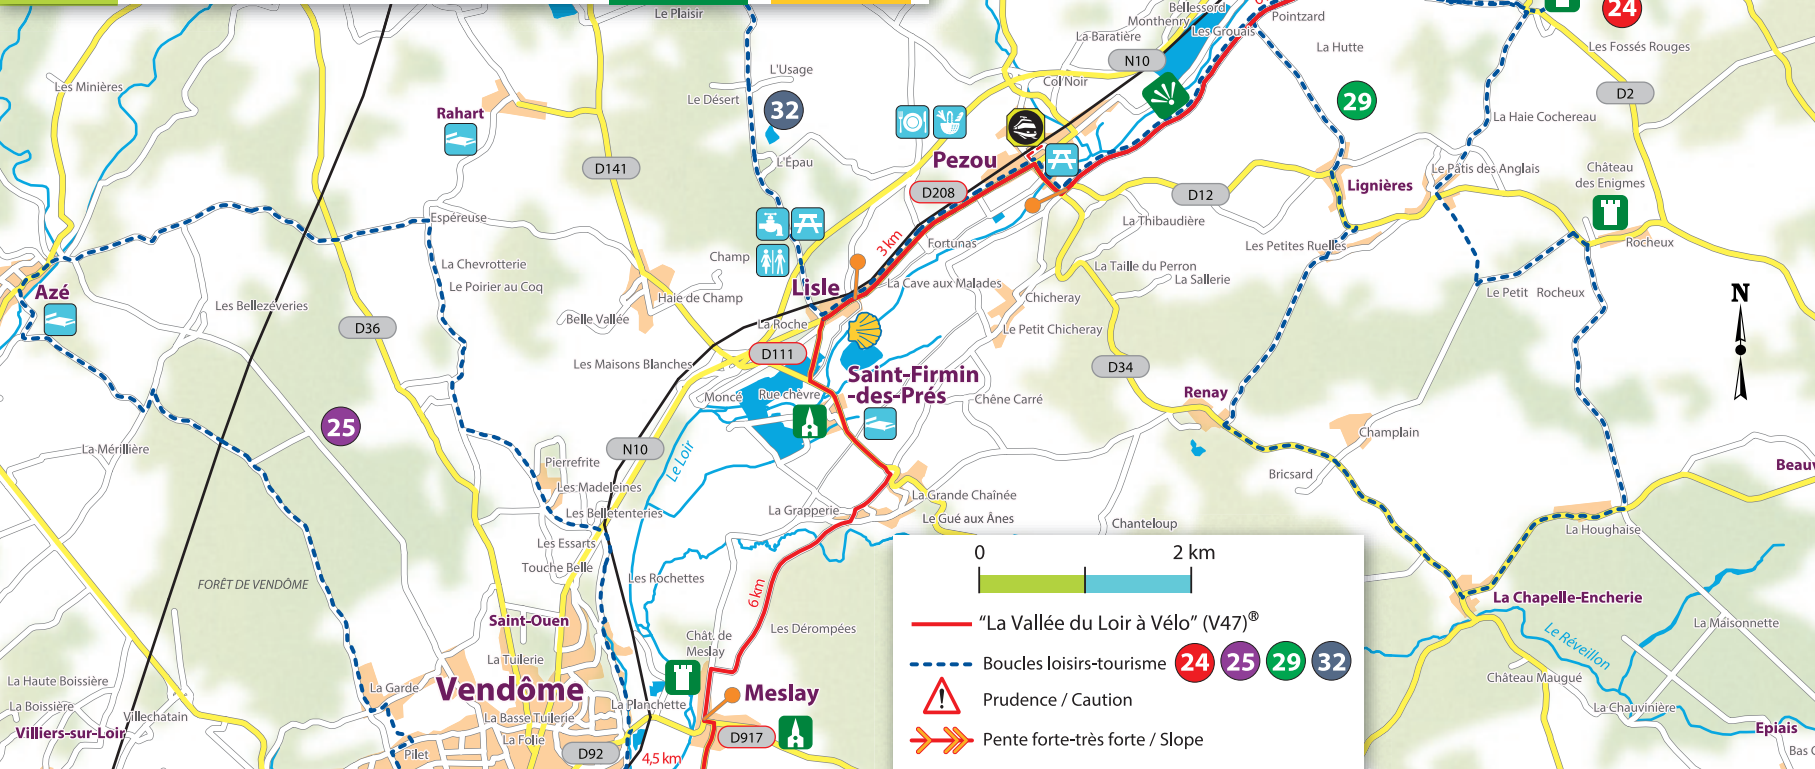 Le Plaisir
Bellessord
Monthenry
Pointzard
24
La Baratière
Les Grouais
La Hutte
Les Fossés Rouges
N10
L'Usage
Col Noir
Les Minières
Le Désert
29
D2
Rahart
32
La Haie Cochereau
L'Épau
Pezou
D141
Le Pâtis des Anglais
Château
des Enigmes
D208
D12
Lignières
Espéreuse
La Thibaudière
3 km
Fortunas
Les Petites Ruelles
Rocheux
Champ
La Chevrotterie
La Taille du Perron
Azé
Le Poirier au Coq
Lisle
La Cave aux Malades
La Sallerie
Le Petit Rocheux
N
Les Bellezéveries
Haie de Champ
Chicheray
Belle Vallée
La Roche
D36
Le Petit Chicheray
D111
Les Maisons Blanches
D34
Saint-Firmin
-des-Prés
Moncé
Rue chèvre
Chêne Carré
Renay
25
Champlain
La Mérillière
N10
Le Loir
Pierrefrite
Bricsard
Beauv
Les Madeleines
La Grande Chaînée
Les Belletenteries
La Grapperie
Le Gué aux Ânes
Chanteloup
La Houghaise
Les Essarts
Touche Belle
FORÊT DE VENDÔME
Les Rochettes
6 km
0
2 km
La Chapelle-Encherie
Saint-Ouen
Les Dérompées
“La Vallée du Loir à Vélo” (V47)®
La Maisonnette
Le Réveillon
Chât. de
Meslay
La Tuilerie
Boucles loisirs-tourisme 24 25 29 32
Château Maugué
La Haute Boissière
La Garde
Vendôme
Meslay
Prudence / Caution
La Boissière
Villechatain
La Basse Tuilerie
La Planchette
La Chauvinière
Villiers-sur-Loir
La Folie
D917
Pente forte-très forte / Slope
Epiais
Pilet
D92
4,5 km
Bas